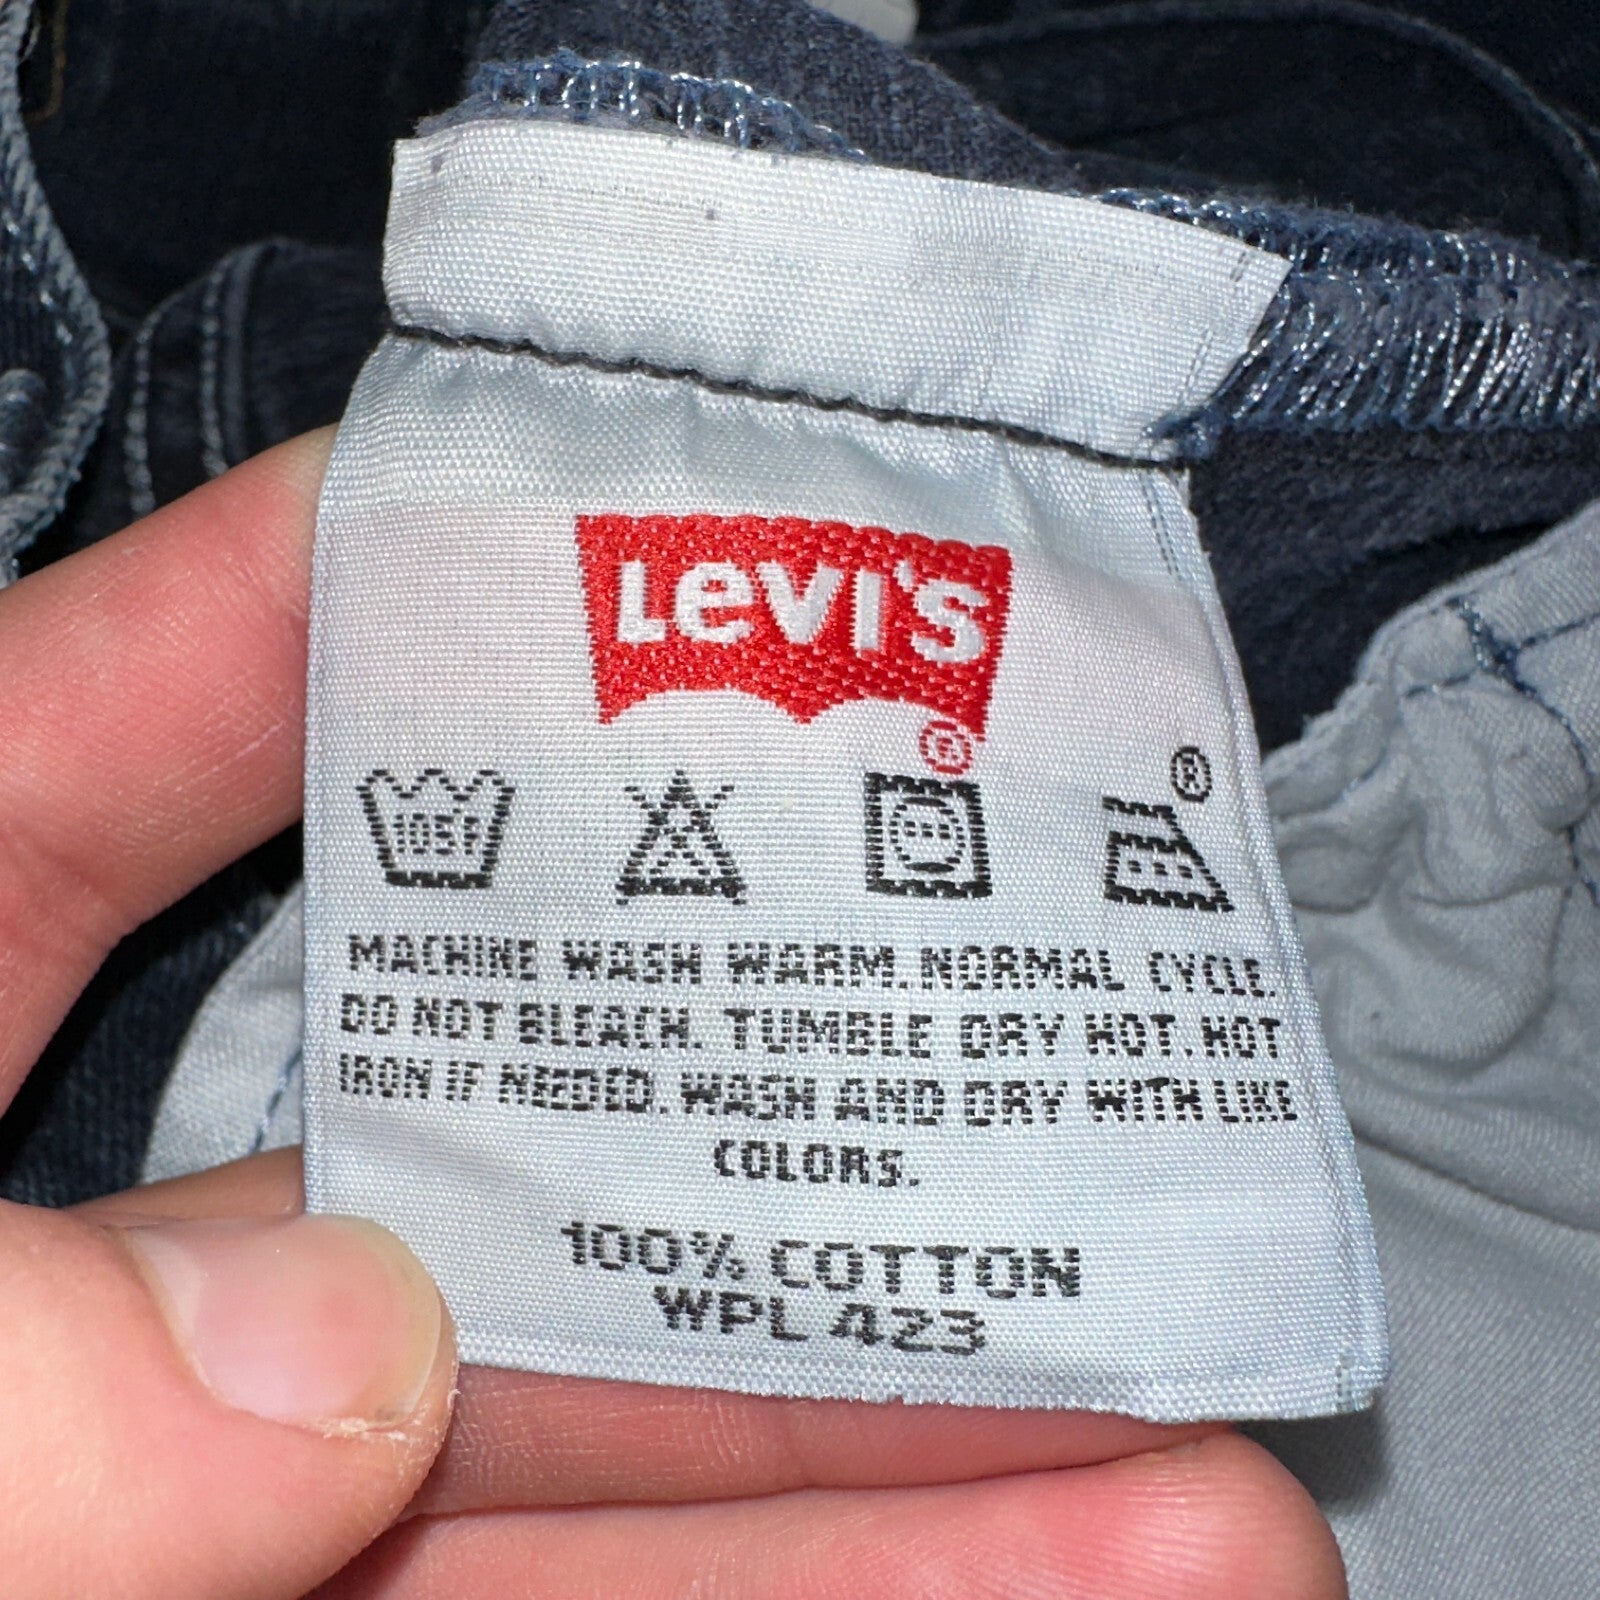 Levi's
®
®
105F
MACHINE WASH WARM. NORMAL CYCLE.
DO NOT BLEACH. TUMBLE DRY HOT. HOT
IRON IF NEEDED. WASH AND DRY WITH LIKE
COLORS.
100% COTTON
WPL 423